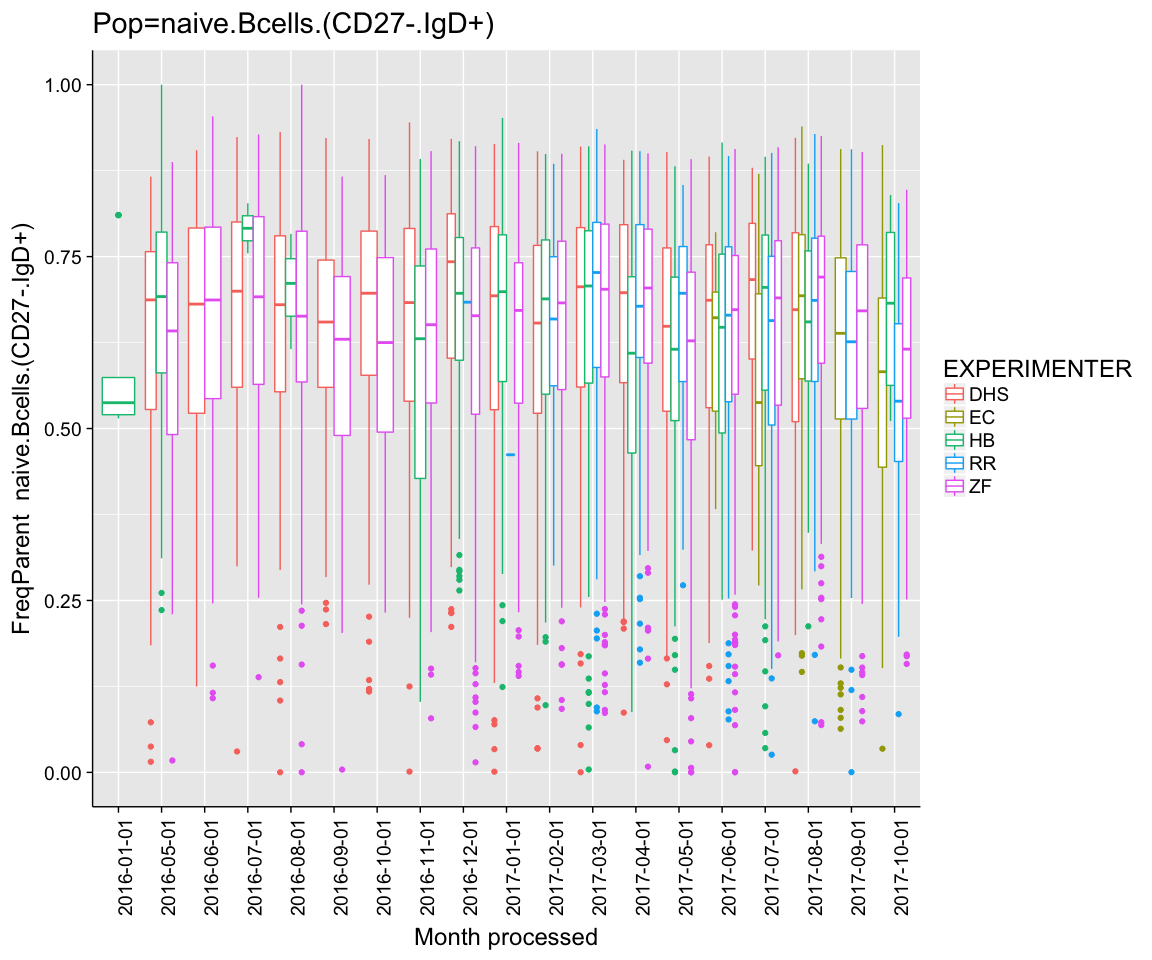 Pop=naive.Bcells.(CD27-.IgD+)
FreqParent naive.Bcells.(CD27-.IgD+)
1.00
0.75
0.50
0.25
0.00
2016-01-01
2016-05-01
2016-06-01
2016-07-01
2016-08-01
2016-09-01
2016-10-01
2016-11-01
2016-12-01
2017-01-01
2017-02-01
2017-03-01
2017-04-01
2017-05-01
2017-06-01
2017-07-01
2017-08-01
2017-09-01
2017-10-01
Month processed
EXPERIMENTER
DHS
EC
HB
RR
ZF